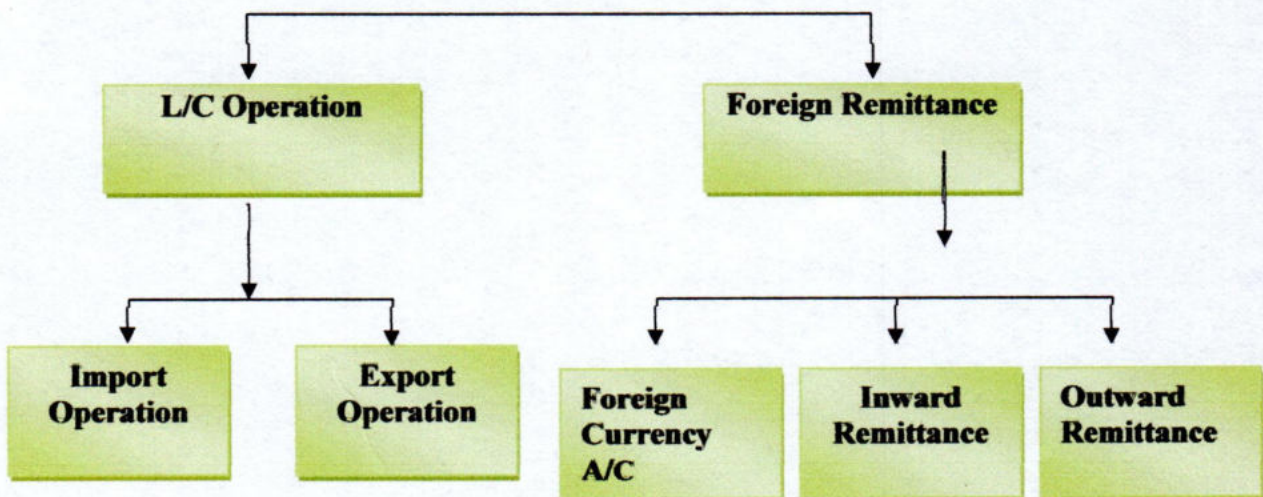 L/C Operation
Foreign Remittance
Import
Operation
Export
Operation
Foreign
Currency
A/C
Inward
Remittance
Outward
Remittance